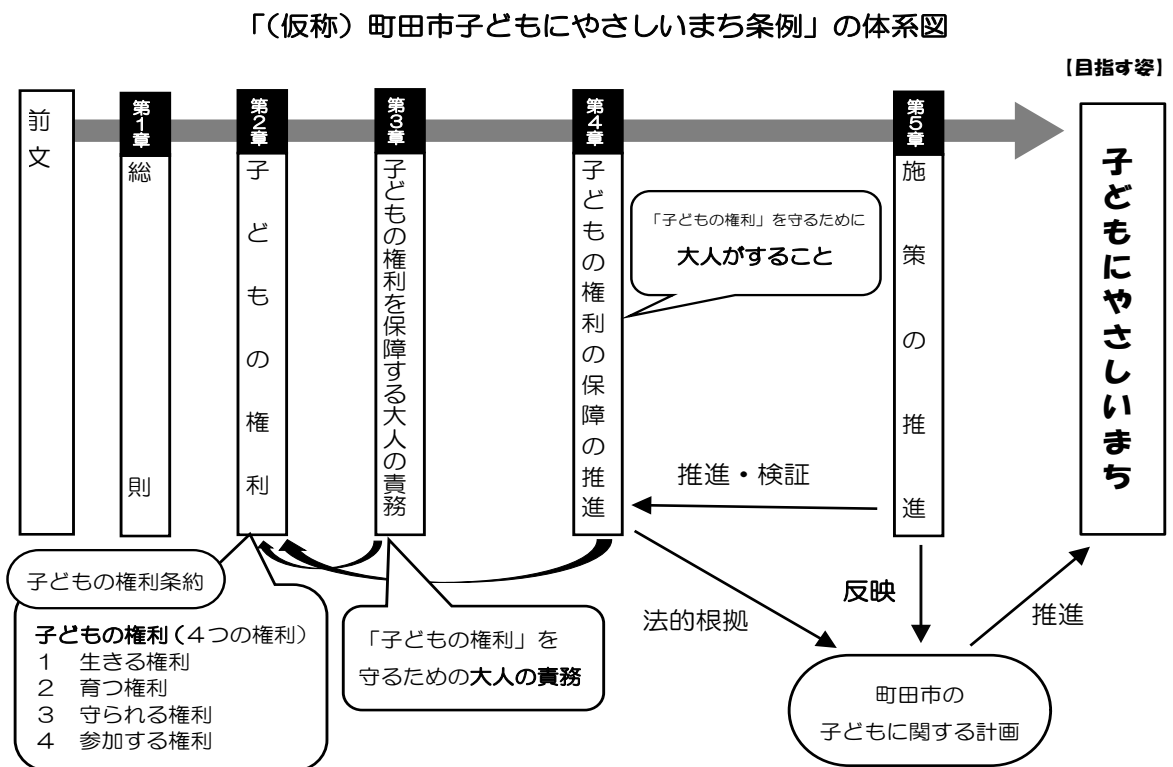 「（仮称）町田市子どもにやさしいまち条例」の体系図
【目指す姿】
前文
第1章
総則
第2章
子どもの権利
第3章
子どもの権利を保障する大人の責務
第4章
子どもの権利の保障の推進
「子どもの権利」を守るために
大人がすること
第5章
施策の推進
子どもにやさしいまち
推進・検証
法的根拠
反映
推進
子どもの権利条約
子どもの権利（４つの権利）
１　生きる権利
２　育つ権利
３　守られる権利
４　参加する権利
「子どもの権利」を
守るための大人の責務
町田市の
子どもに関する計画